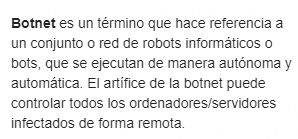 Botnet es un término que hace referencia a
un conjunto o red de robots informáticos o
bots, que se ejecutan de manera autónoma y
automática. El artífice de la botnet puede
controlar todos los ordenadores/servidores
infectados de forma remota.